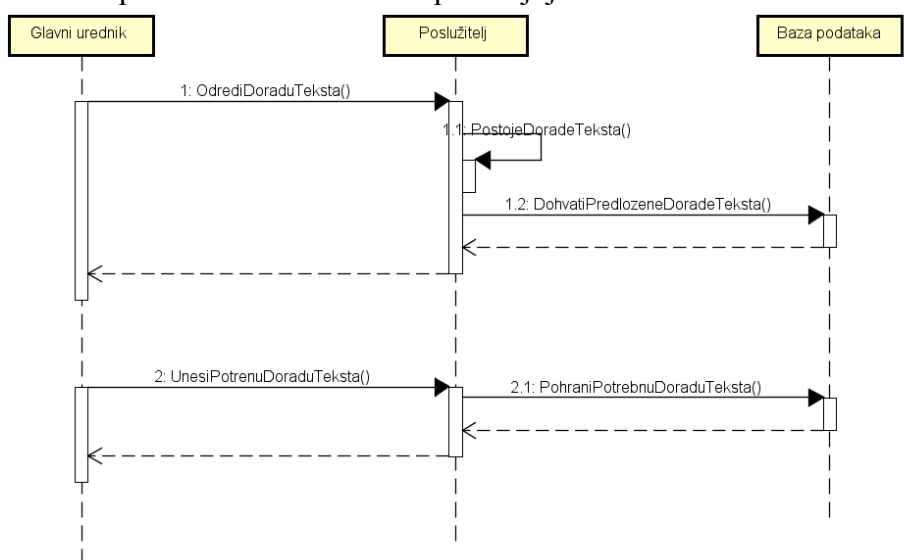 Glavni urednik
Poslužitelj
Baza podataka
1: OdrediDoraduTeksta()
1.1: PostojeDoradeTeksta()
1.2: DohvatiPredlozeneDoradeTeksta()
2: UnesiPotrenuDoraduTeksta()
2.1: PohraniPotrebnuDoraduTeksta()